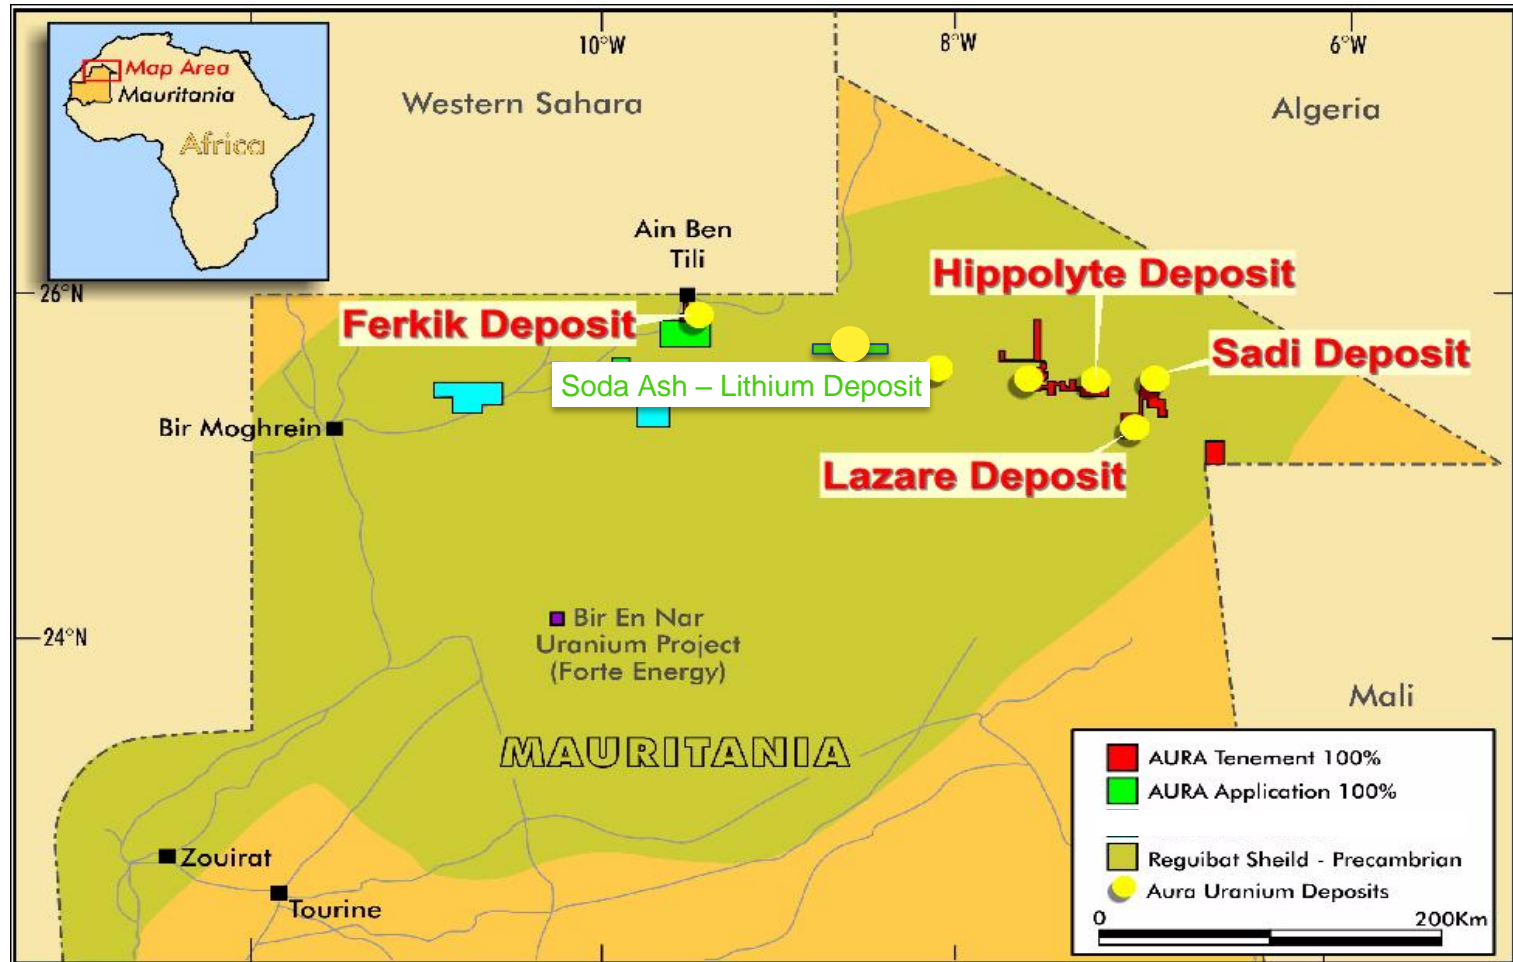 10°W
8°W
6°W
Map Area
Mauritania
Africa
Western Sahara
Algeria
Ain Ben
Tili
26°N
Hippolyte Deposit
Ferkik Deposit
Sadi Deposit
Soda Ash – Lithium Deposit
Bir Moghrein
Lazare Deposit
24°N
Bir En Nar
Uranium Project
(Forte Energy)
Mali
MAURITANIA
AURA Tenement 100%
AURA Application 100%
Reguibat Sheild - Precambrian
Aura Uranium Deposits
0
200Km
Zouirat
Tourine